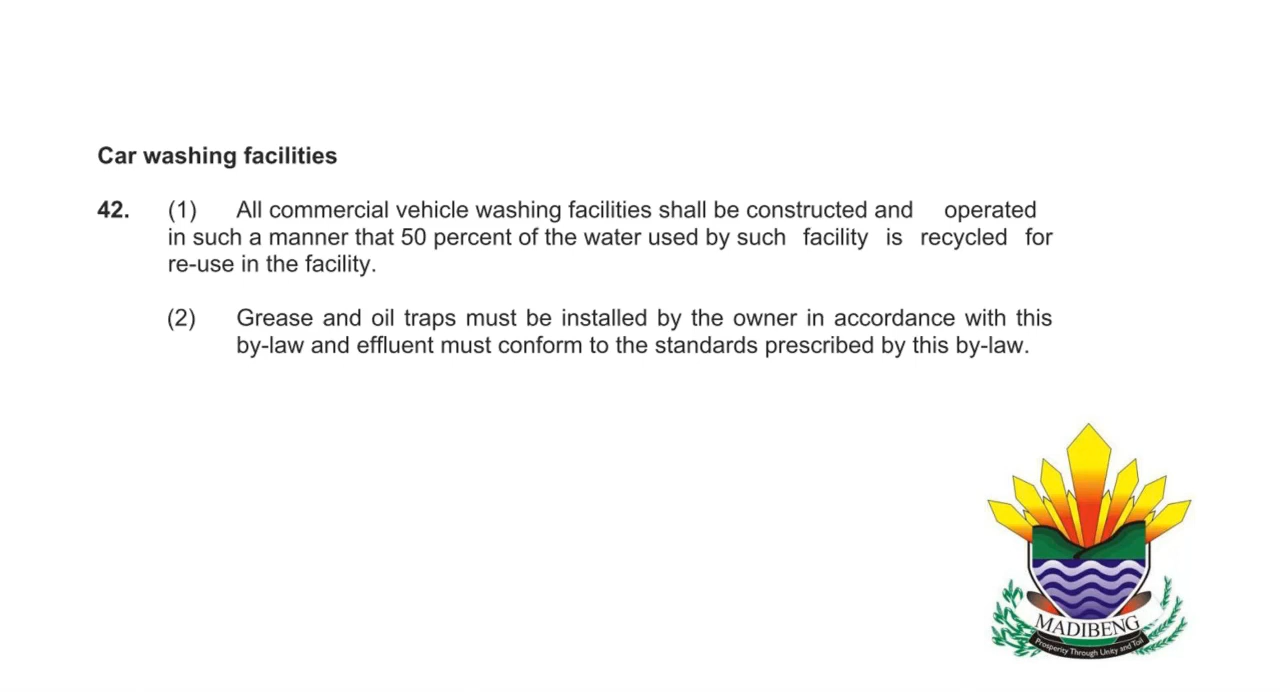 Car washing facilities
42. (1) All commercial vehicle washing facilities shall be constructed and operated
in such a manner that 50 percent of the water used by such facility is recycled for
re-use in the facility.
(2) Grease and oil traps must be installed by the owner in accordance with this
by-law and effluent must conform to the standards prescribed by this by-law.
MADIBENG
Prosperity Through Unity and Toil